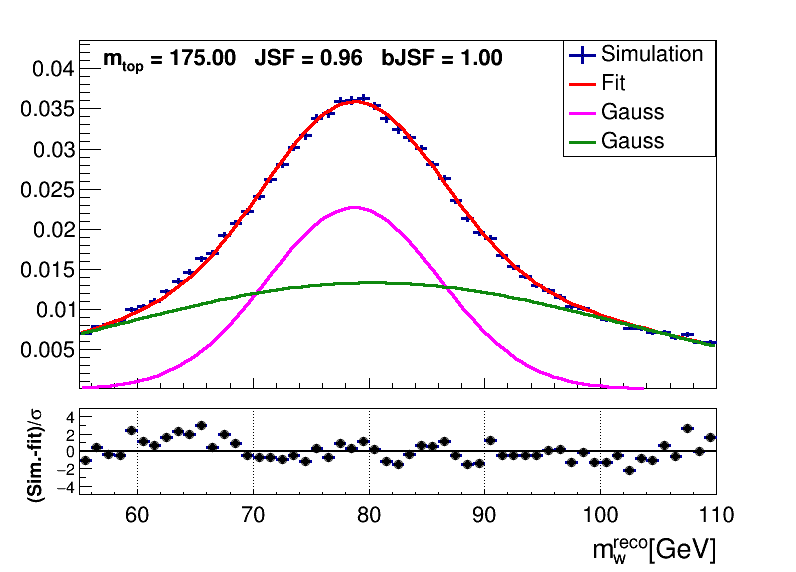 m_top = 175.00 JSF = 0.96 bJSF = 1.00
Simulation
Fit
Gauss
Gauss
0.04
0.035
0.03
0.025
0.02
0.015
0.01
0.005
(Sim.-fit)/σ
4
2
0
−2
−4
60 70 80 90 100 110
m_w^reco[GeV]